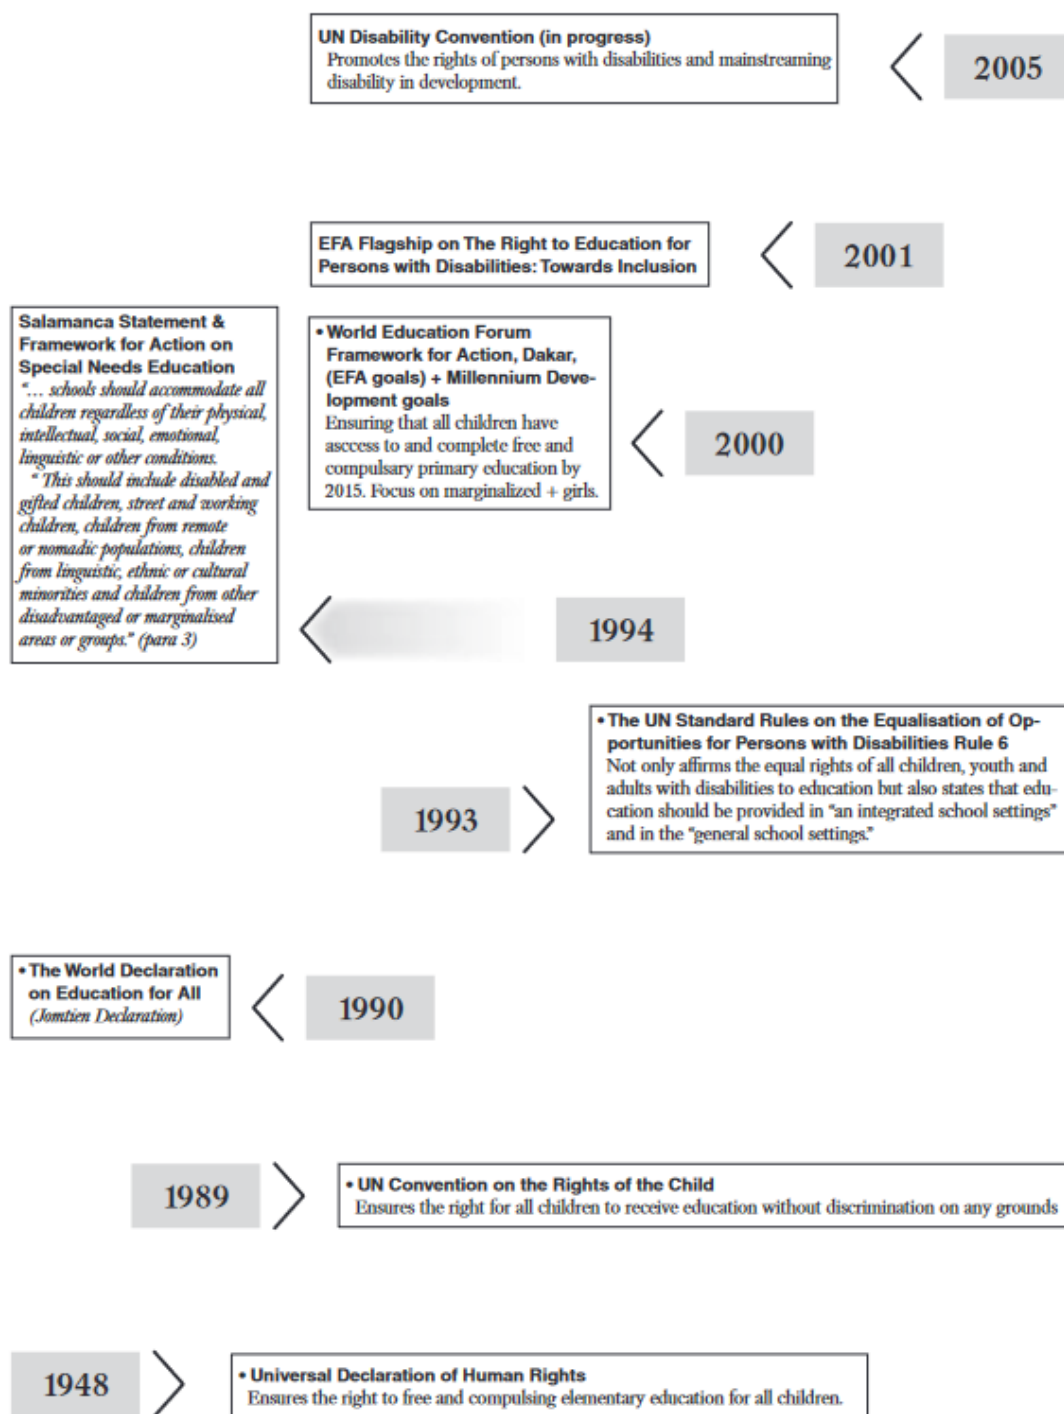 UN Disability Convention (in progress)
Promotes the rights of persons with disabilities and mainstreaming
disability in development.
2005
EFA Flagship on The Right to Education for
Persons with Disabilities: Towards Inclusion
2001
Salamanca Statement &
Framework for Action on
Special Needs Education
"... schools should accommodate all
children regardless of their physical,
intellectual, social, emotional,
linguistic or other conditions.
" This should include disabled and
gifted children, street and working
children, children from remote
or nomadic populations, children
from linguistic, ethnic or cultural
minorities and children from other
disadvantaged or marginalised
areas or groups." (para 3)
• World Education Forum
Framework for Action, Dakar,
(EFA goals) + Millennium Deve-
lopment goals
Ensuring that all children have
asccess to and complete free and
compulsary primary education by
2015. Focus on marginalized + girls.
2000
1994
• The UN Standard Rules on the Equalisation of Op-
portunities for Persons with Disabilities Rule 6
Not only affirms the equal rights of all children, youth and
adults with disabilities to education but also states that edu-
cation should be provided in "an integrated school settings"
and in the "general school settings."
1993
• The World Declaration
on Education for All
(Jomtien Declaration)
1990
1989
• UN Convention on the Rights of the Child
Ensures the right for all children to receive education without discrimination on any grounds
1948
• Universal Declaration of Human Rights
Ensures the right to free and compulsing elementary education for all children.